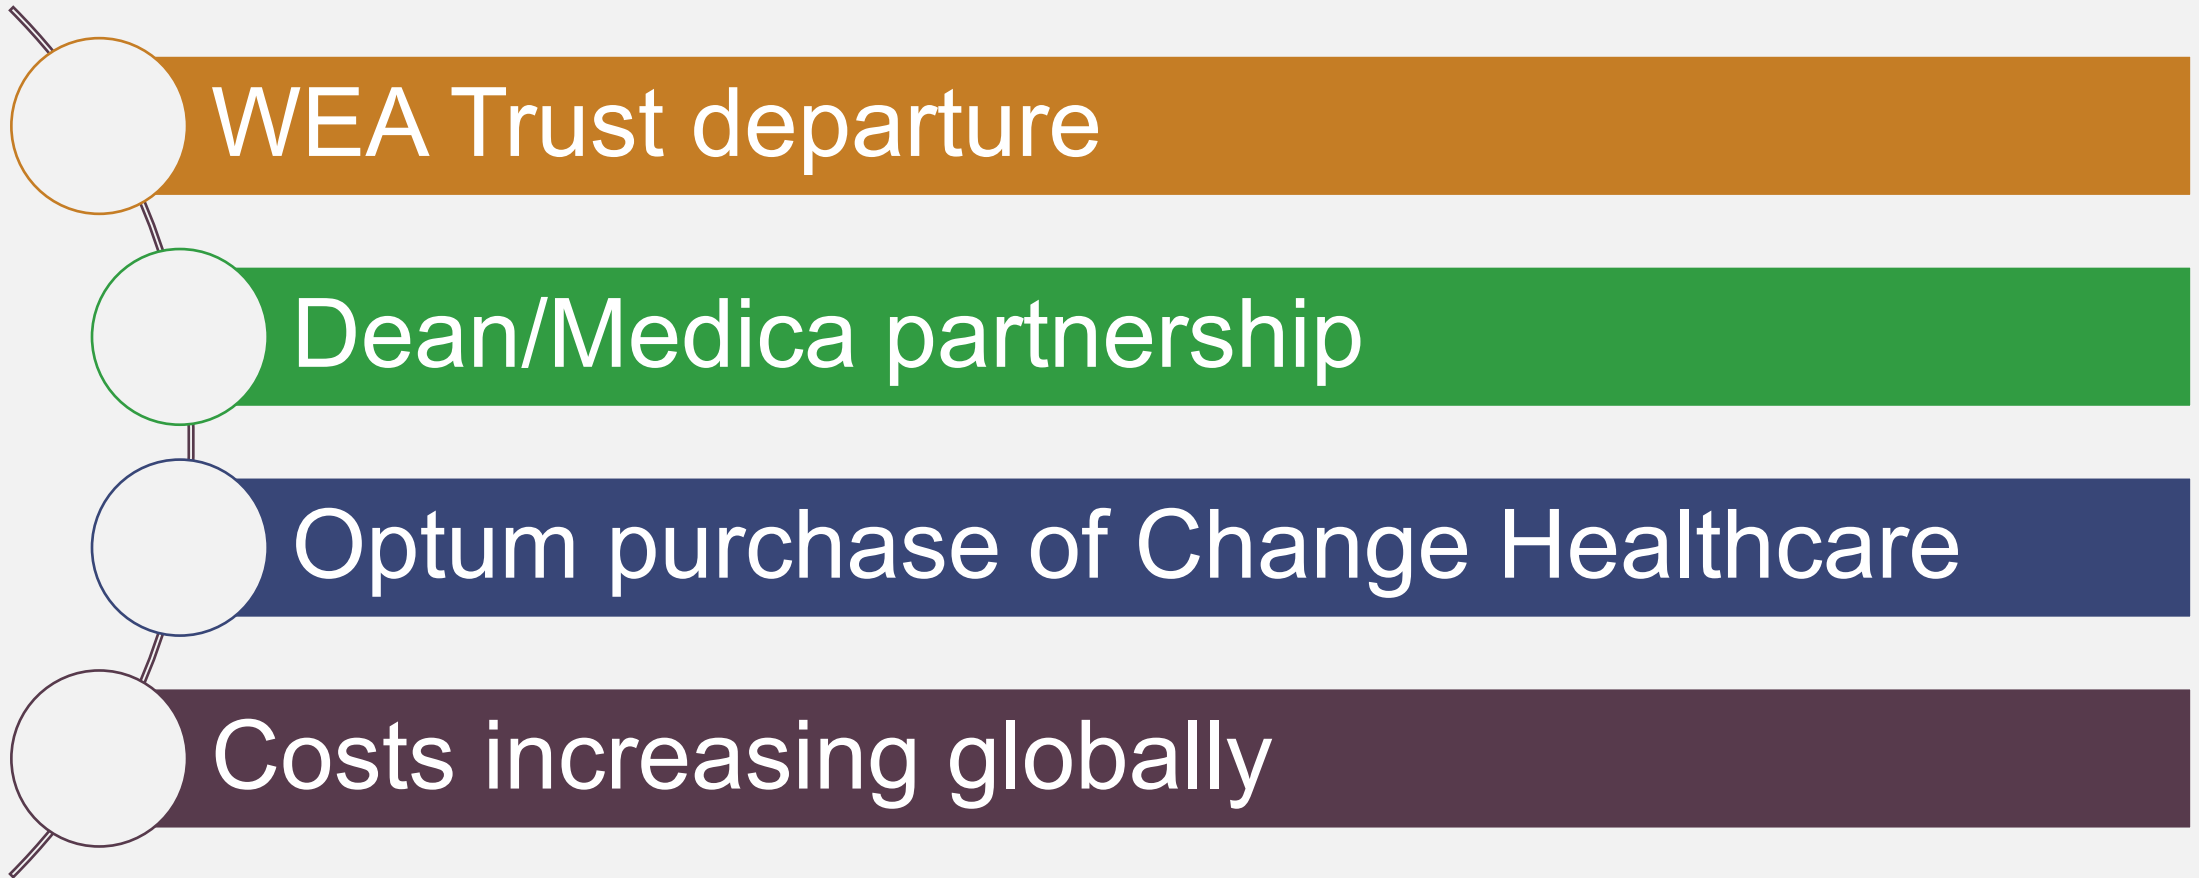 WEA Trust departure
Dean/Medica partnership
Optum purchase of Change Healthcare
Costs increasing globally